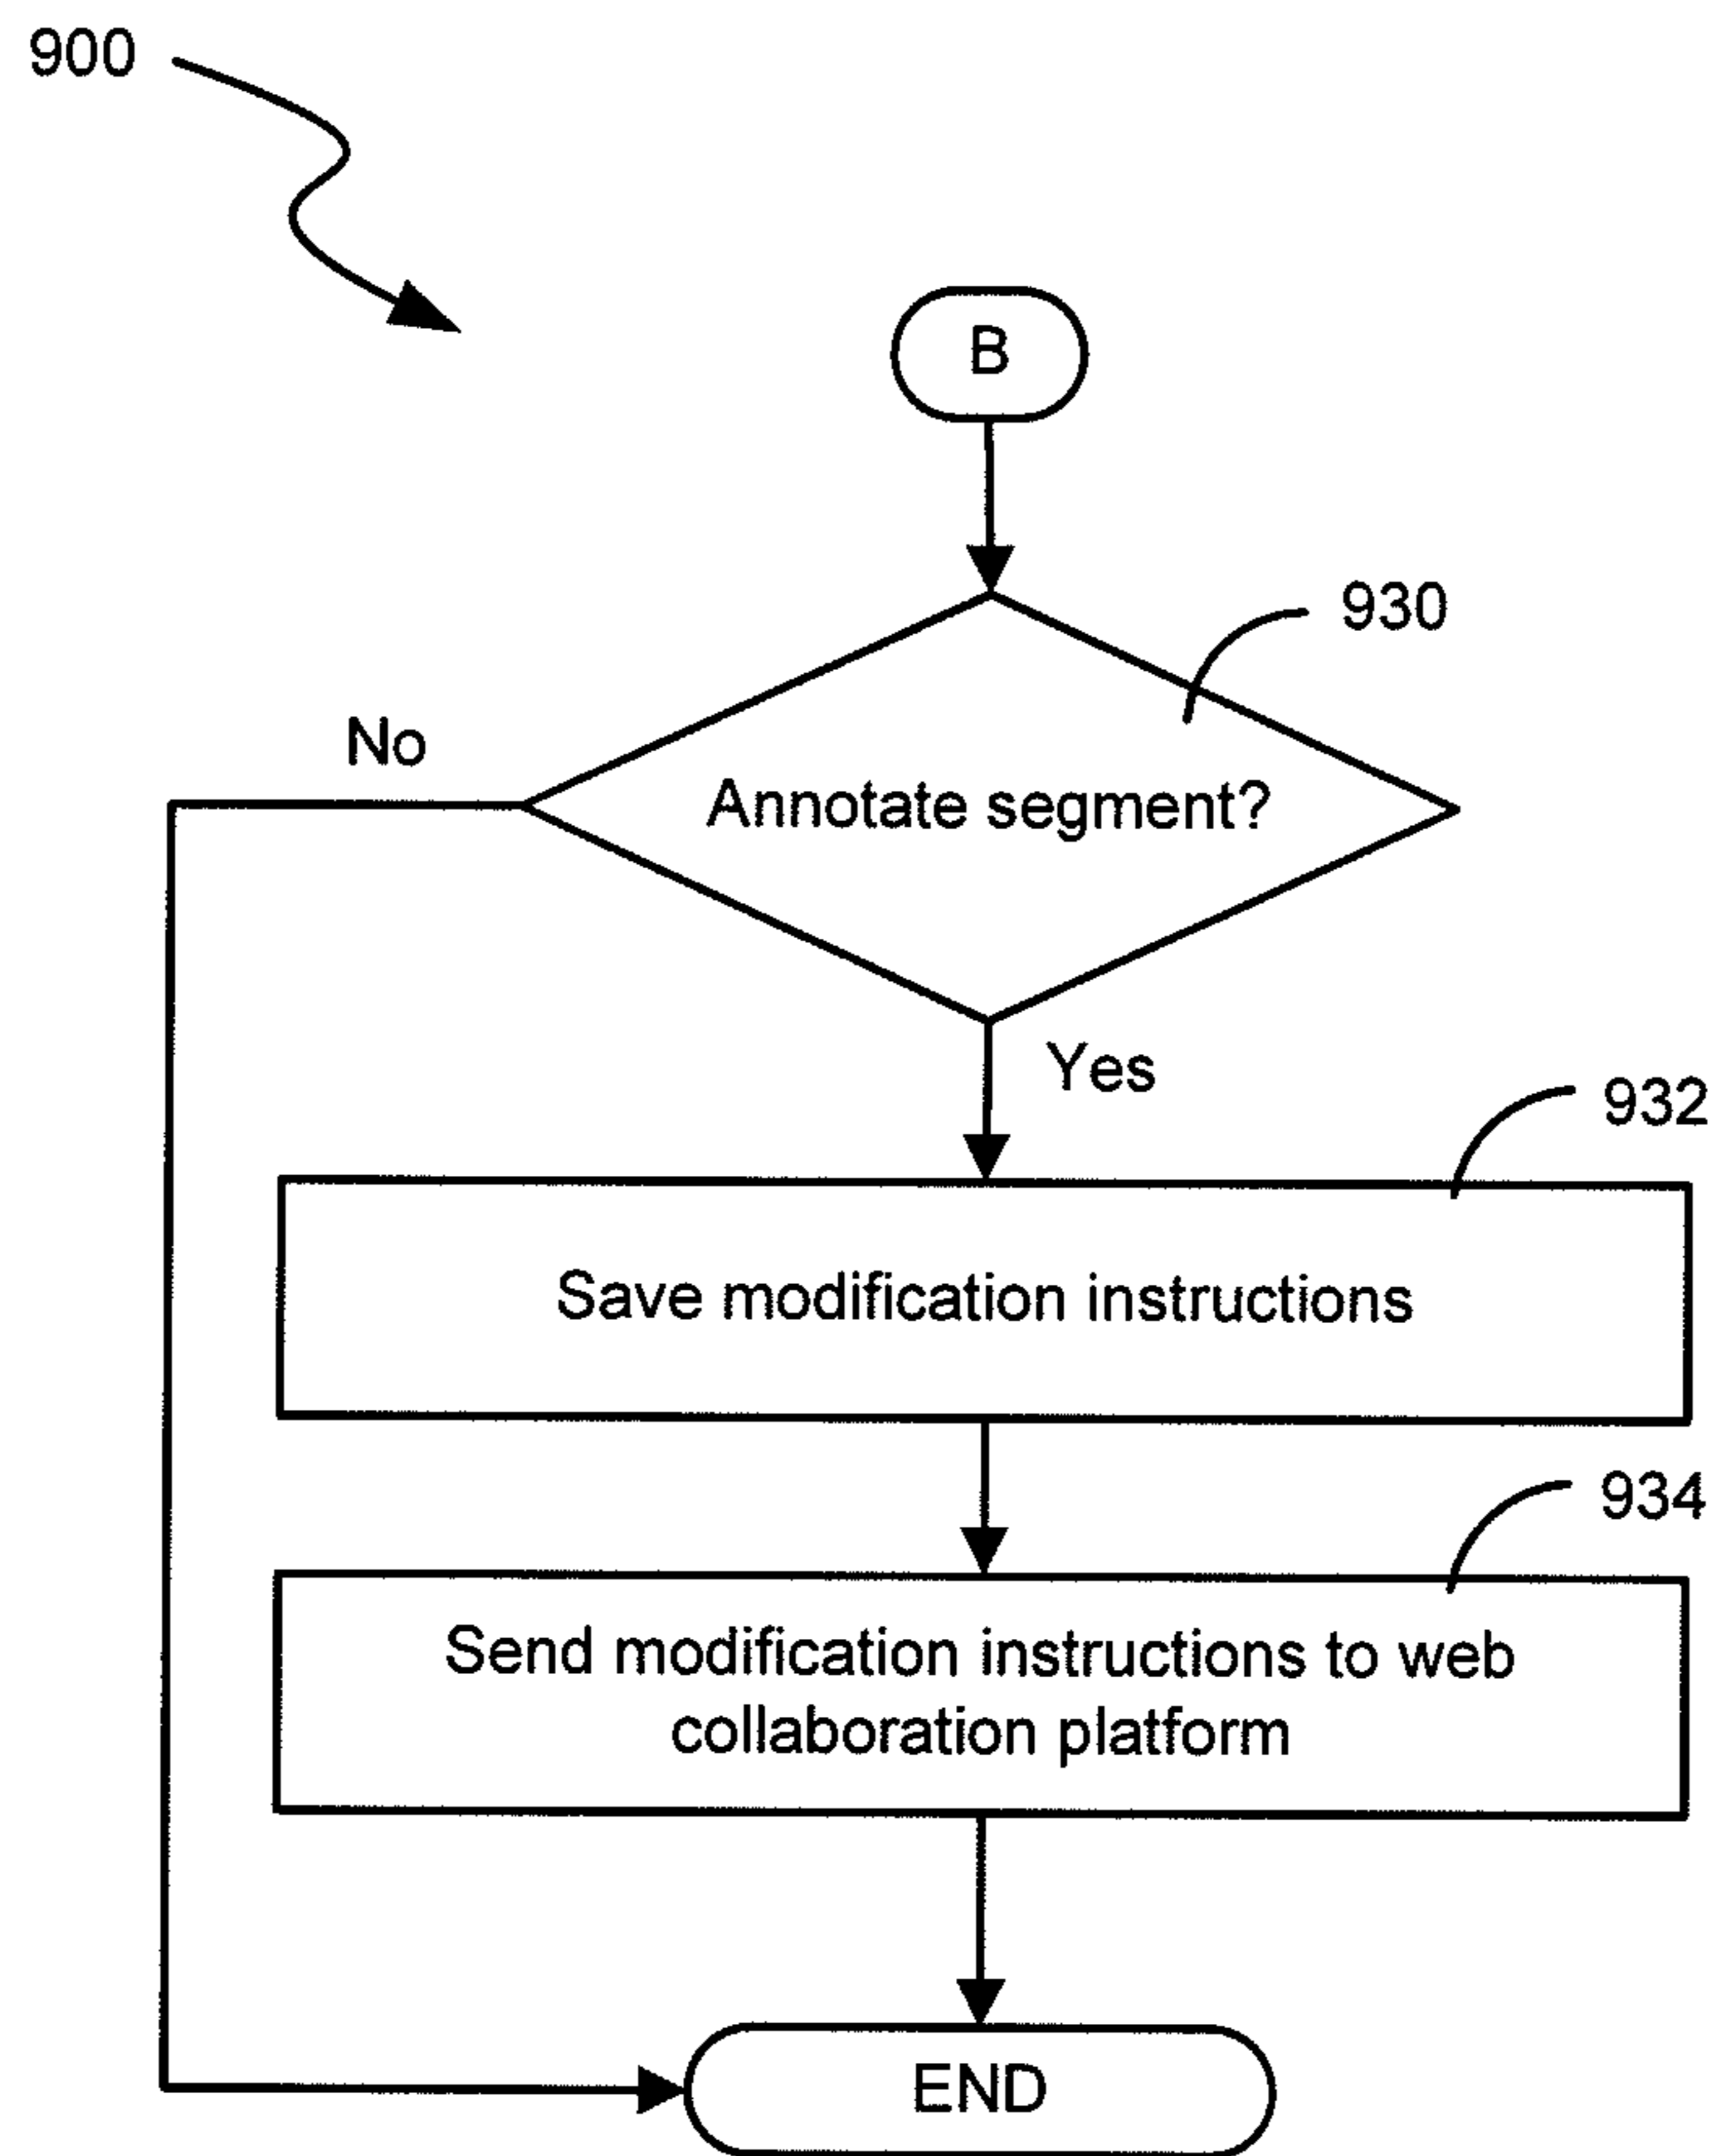 900
B
930
No
Annotate segment?
Yes
932
Save modification instructions
934
Send modification instructions to web
collaboration platform
END